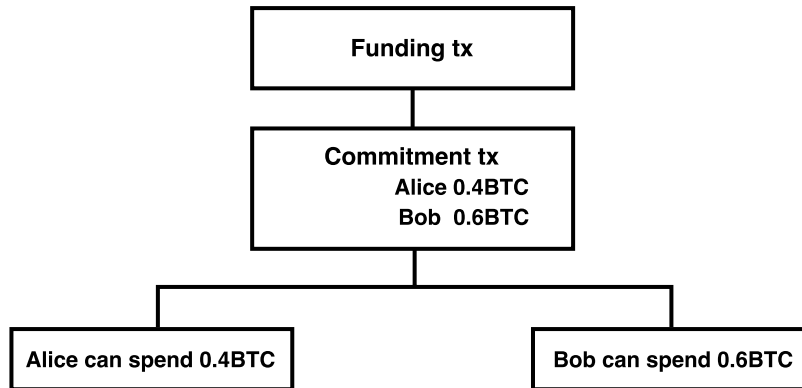 Funding tx
Commitment tx
Alice 0.4BTC
Bob 0.6BTC
Alice can spend 0.4BTC
Bob can spend 0.6BTC